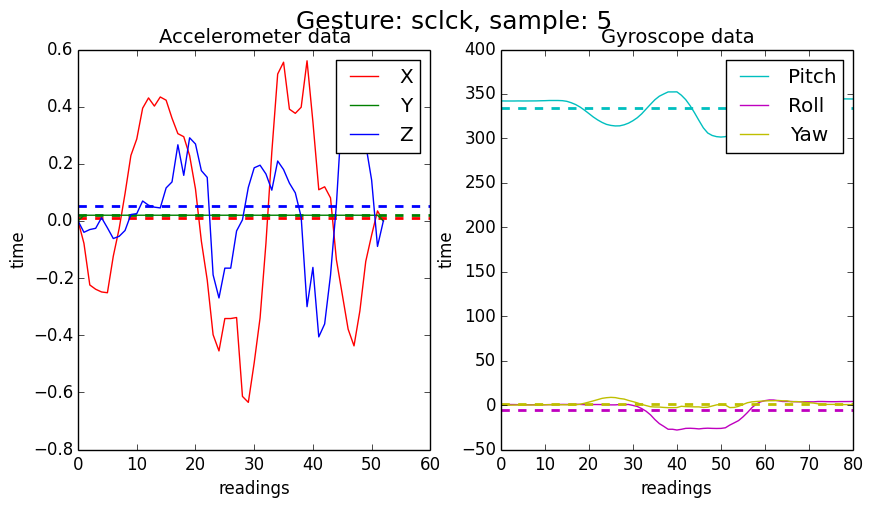 Gesture: sclck, sample: 5
Accelerometer data
0.6
0.4
0.2
0.0
−0.2
−0.4
−0.6
−0.8
time
0
10
20
30
40
50
60
readings
X
Y
Z
Gyroscope data
400
350
300
250
200
150
100
50
0
−50
time
0
10
20
30
40
50
60
70
80
readings
Pitch
Roll
Yaw